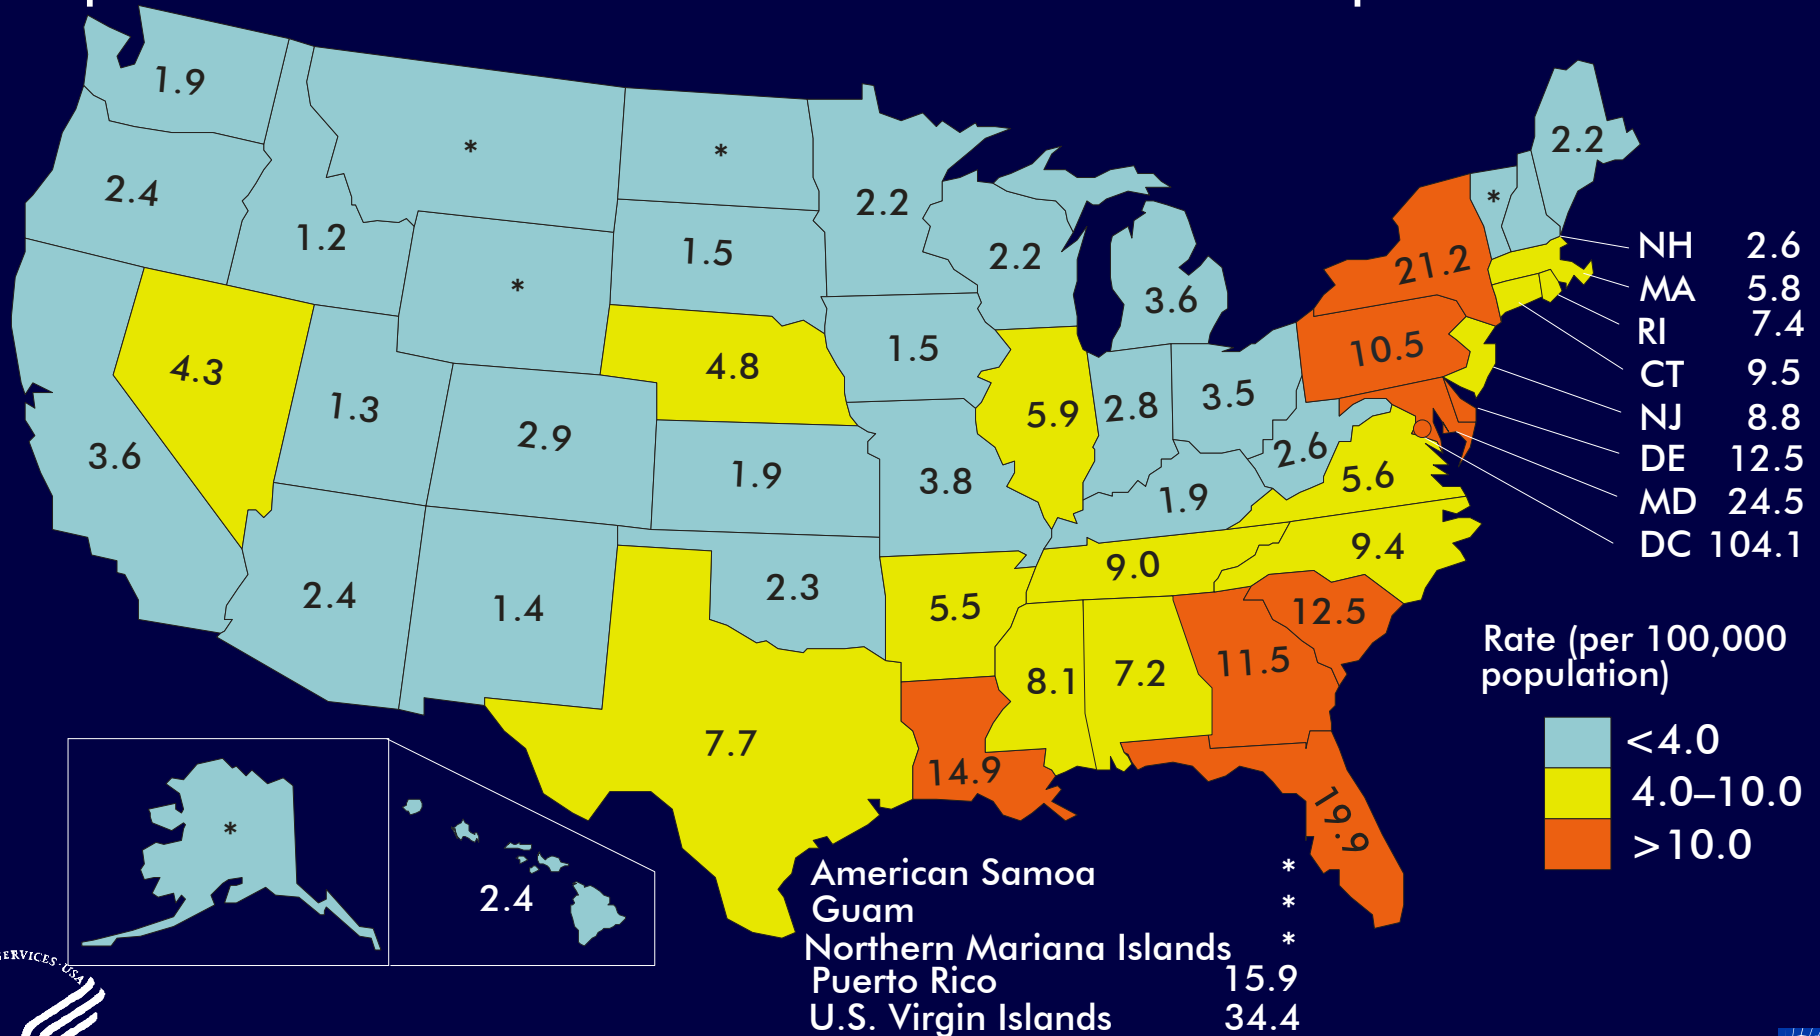 1.9
*
*
2.2
2.4
2.2
*
1.2
1.5
2.2
21.2
*
3.6
NH 2.6
MA 5.8
RI 7.4
CT 9.5
NJ 8.8
DE 12.5
MD 24.5
DC 104.1
4.3
4.8
1.5
10.5
1.3
5.9
2.8
3.5
3.6
2.9
1.9
3.8
2.6
5.6
1.9
9.4
2.4
1.4
2.3
5.5
9.0
12.5
8.1
7.2
11.5
7.7
14.9
19.9
Rate (per 100,000
population)
<4.0
4.0–10.0
>10.0
*
2.4
American Samoa *
Guam *
Northern Mariana Islands *
Puerto Rico 15.9
U.S. Virgin Islands 34.4
SERVICES·USA